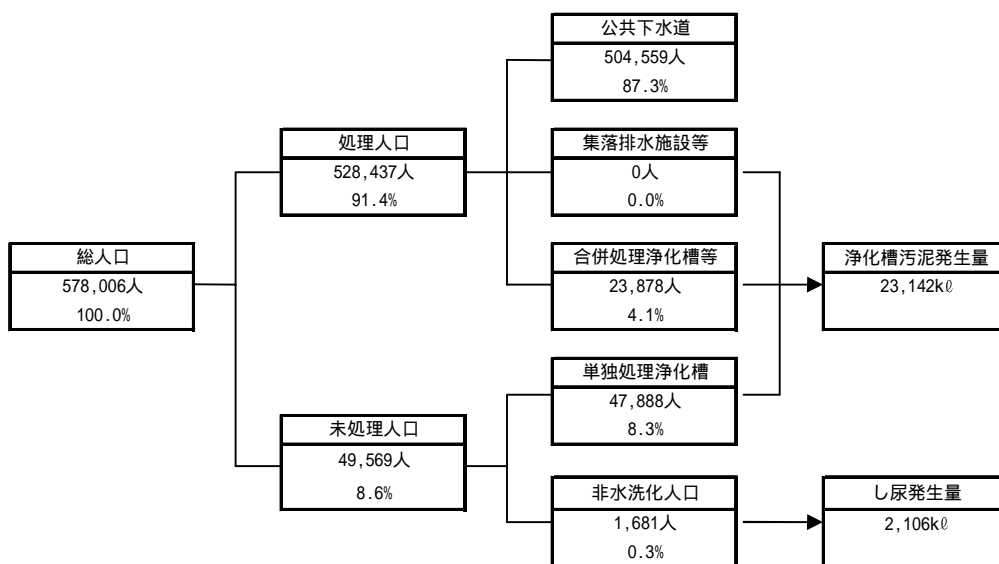 公共下水道
504,559人
87.3%
処理人口
528,437人
91.4%
集落排水施設等
0人
0.0%
総人口
578,006人
100.0%
合併処理浄化槽等
23,878人
4.1%
浄化槽汚泥発生量
23,142kℓ
単独処理浄化槽
47,888人
8.3%
未処理人口
49,569人
8.6%
非水洗化人口
1,681人
0.3%
し尿発生量
2,106kℓ